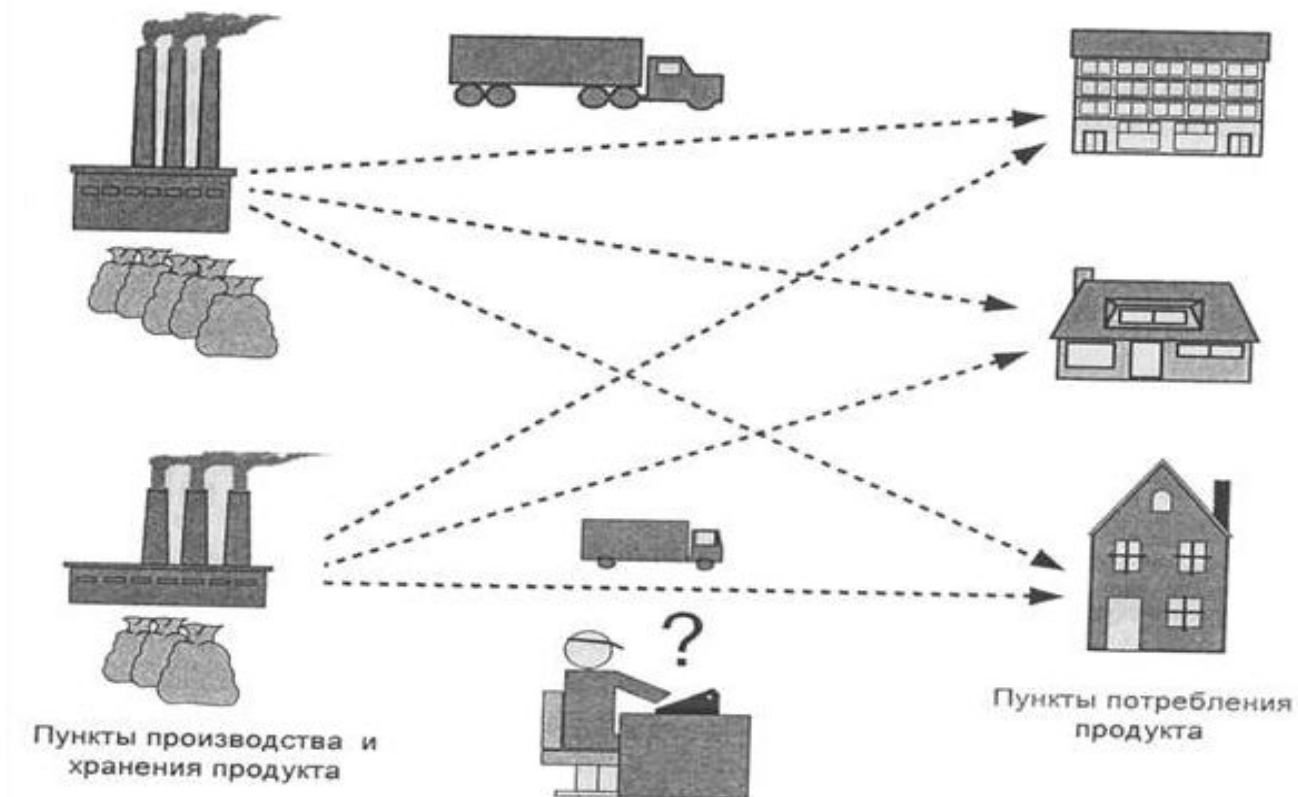 ?
Пункты производства и
хранения продукта
Пункты потребления
продукта